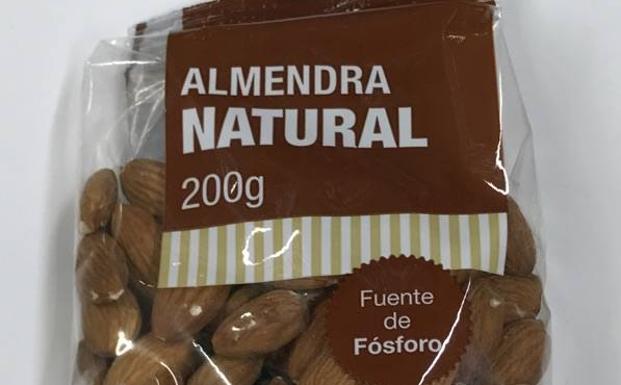 ALMENDRA
NATURAL
200g
Fuente
de
Fósforo